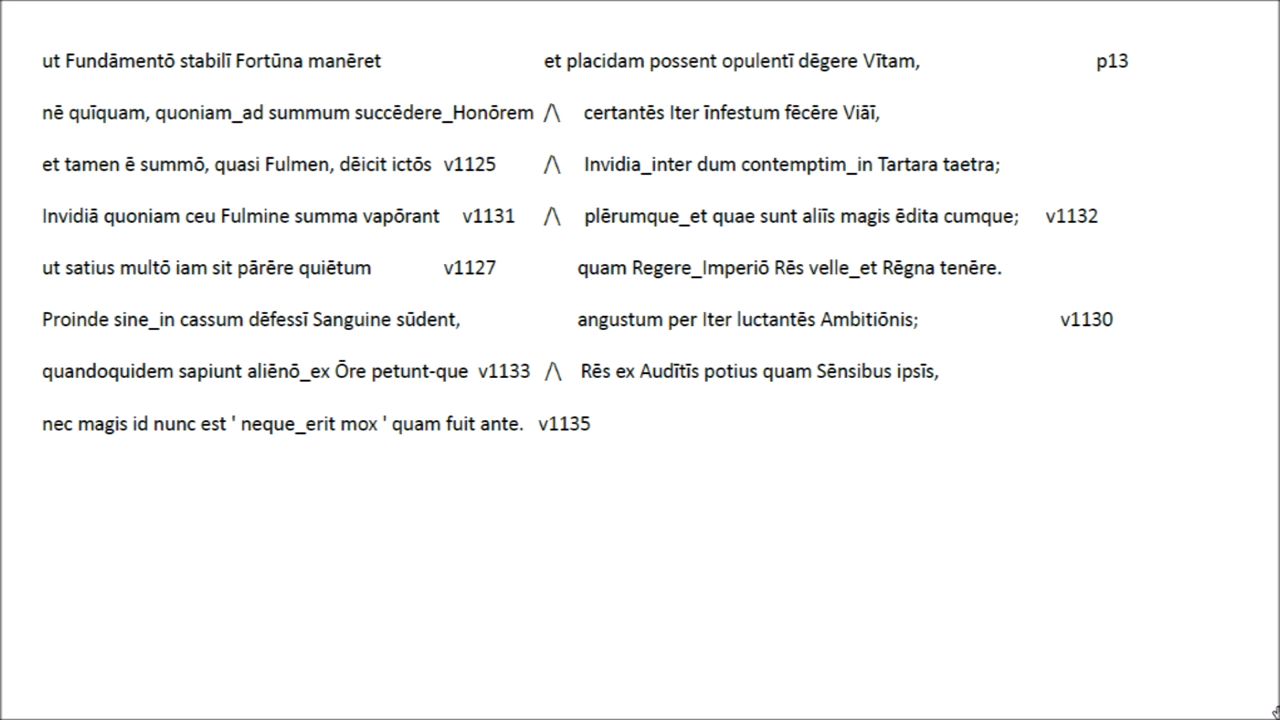 ut Fundāmentō stabilī Fortūna manēret et placidam possent opulentī dēgere Vītam, p13
nē quīquam, quoniam_ad summum succēdere_Honōrem /\ certantēs Iter īnfestum fēcēre Viāī,
et tamen ē summō, quasi Fulmen, dēicit ictōs v1125 /\ Invidia_inter dum contemptim_in Tartara taetra;
Invidiā quoniam ceu Fulmine summa vapōrant v1131 /\ plērumque_et quae sunt aliīs magis ēdita cumque; v1132
ut satius multō iam sit pārēre quiētum v1127 quam Regere_Imperiō Rēs velle_et Rēgna tenēre.
Proinde sine_in cassum dēfessī Sanguine sūdent, angustum per Iter luctantēs Ambitiōnis; v1130
quandoquidem sapiunt aliēnō_ex Ōre petunt-que v1133 /\ Rēs ex Audītīs potius quam Sēnsibus ipsīs,
nec magis id nunc est ' neque_erit mox ' quam fuit ante. v1135